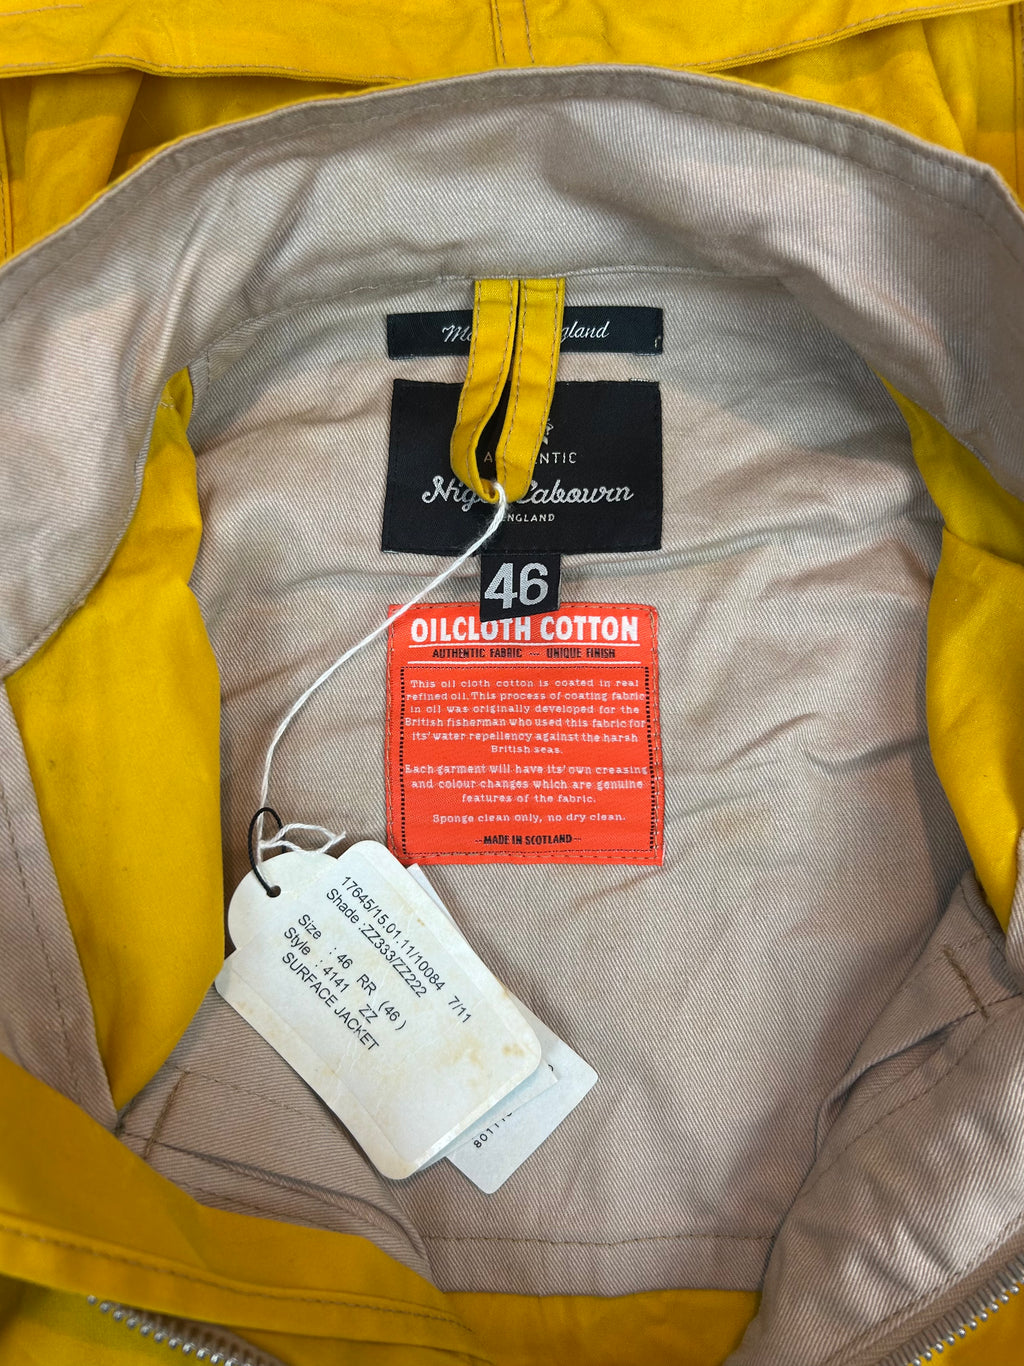 England
AUTHENTIC
Nigel Cabourn
ENGLAND
46
OILCLOTH COTTON
AUTHENTIC FABRIC --- UNIQUE FINISH
This oil cloth cotton is coated in real
refined oil. This process of coating fabric
in oil was originally developed for the
British fisherman who used this fabric for
its' water repellency against the harsh
British seas.
Each garment will have its' own creasing
and colour changes which are genuine
features of the fabric.
Sponge clean only, no dry clean.
--MADE IN SCOTLAND--
17645/15.01.11/10084 7/11
Shade :ZZ333/ZZ222
Size : 46 RR (46 )
Style : 4141 ZZ
SURFACE JACKET